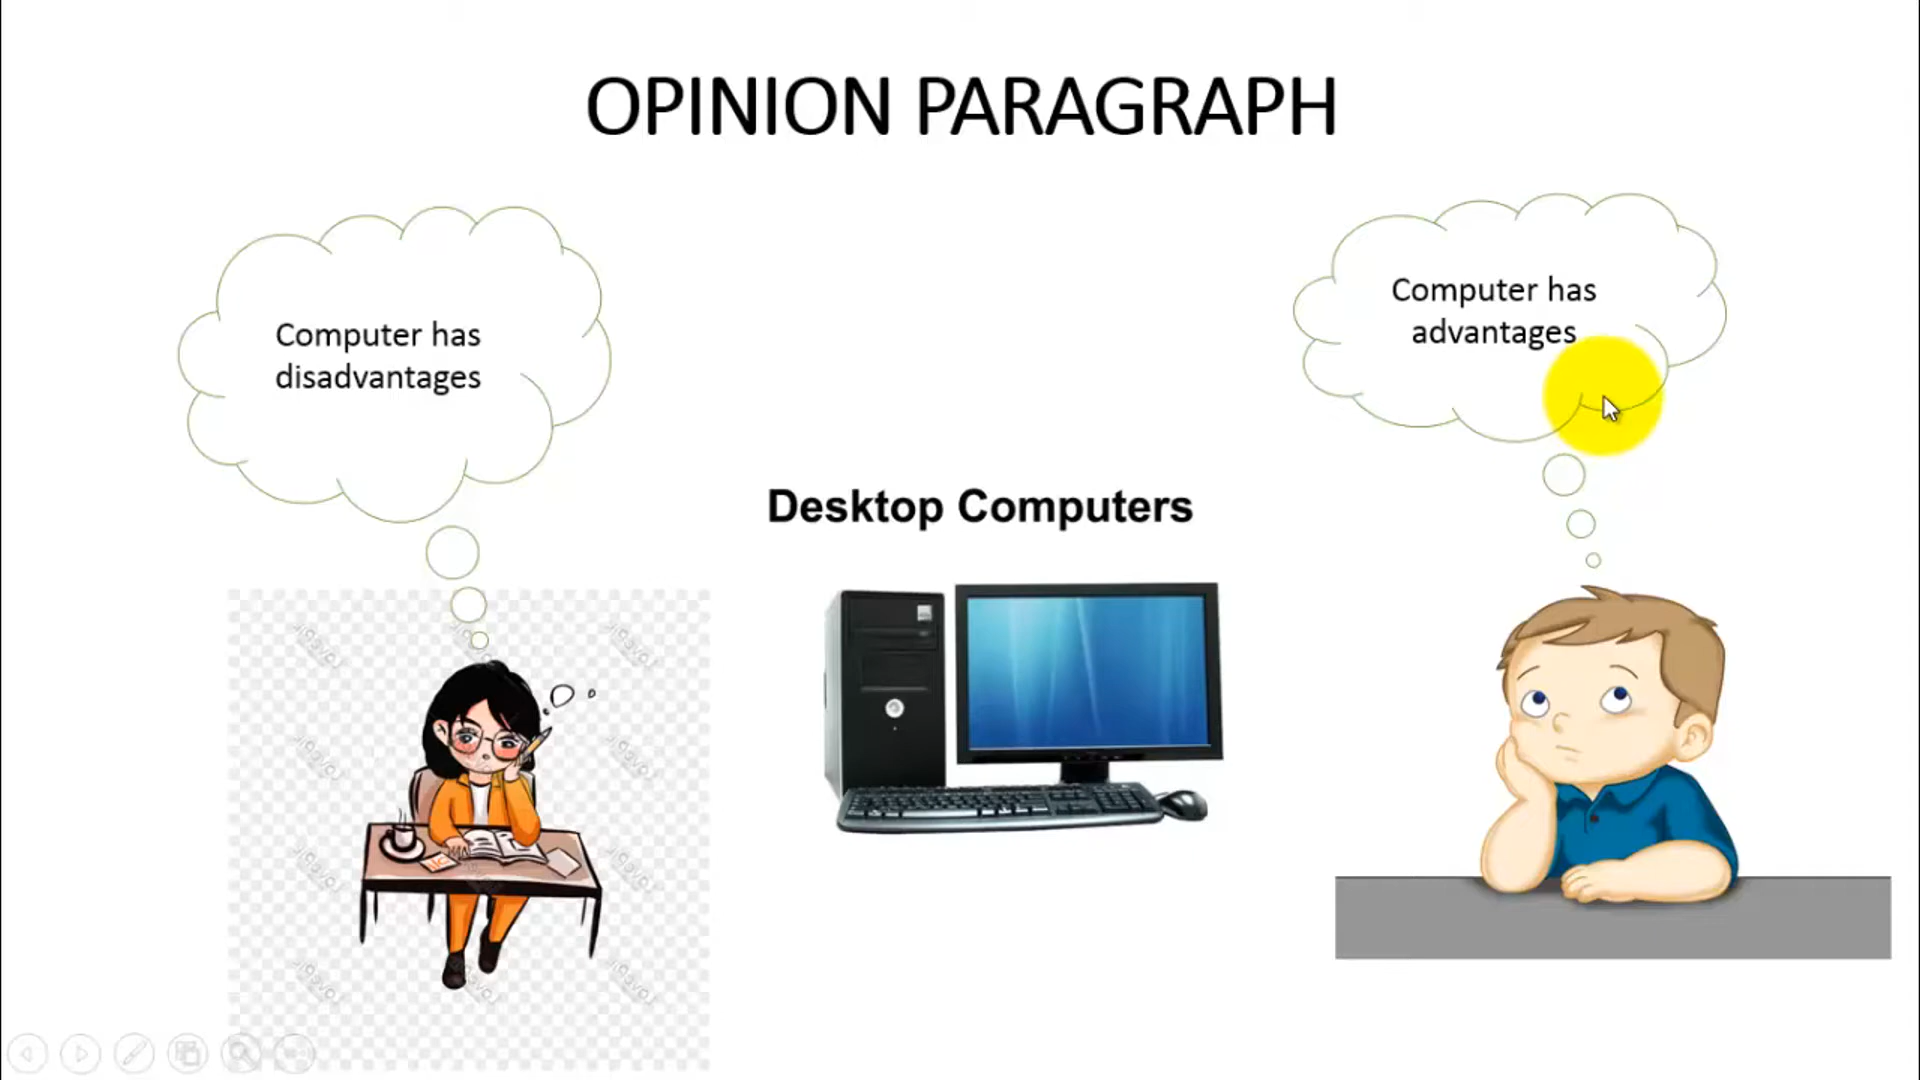 OPINION PARAGRAPH
Computer has
disadvantages
Computer has
advantages
Desktop Computers